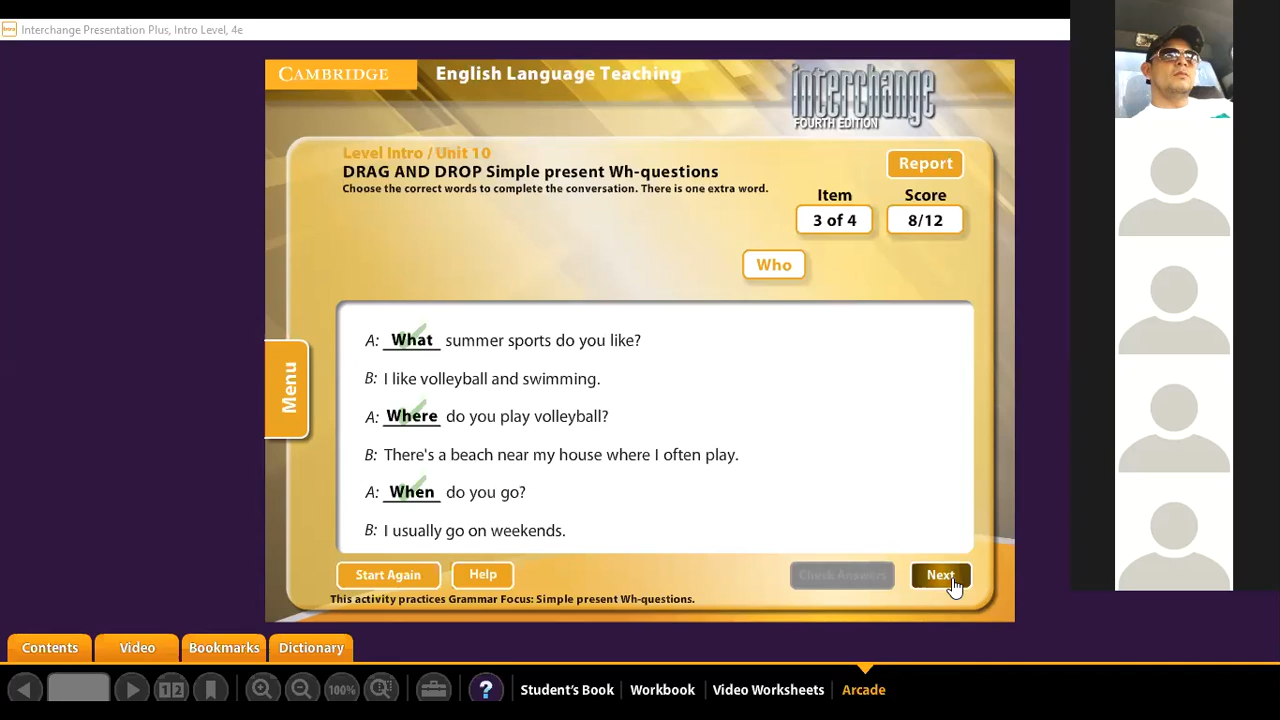 Interchange Presentation Plus, Intro Level, 4e
CAMBRIDGE
English Language Teaching
interchange
FOURTH EDITION
Level Intro / Unit 10
DRAG AND DROP Simple present Wh-questions
Choose the correct words to complete the conversation. There is one extra word.
Report
Item
Score
3 of 4
8/12
Who
A: What summer sports do you like?
B: I like volleyball and swimming.
A: Where do you play volleyball?
B: There's a beach near my house where I often play.
A: When do you go?
B: I usually go on weekends.
Menu
Start Again
Help
Check Answers
Next
This activity practices Grammar Focus: Simple present Wh-questions.
Contents
Video
Bookmarks
Dictionary
1 2
100%
?
Student's Book
Workbook
Video Worksheets
Arcade